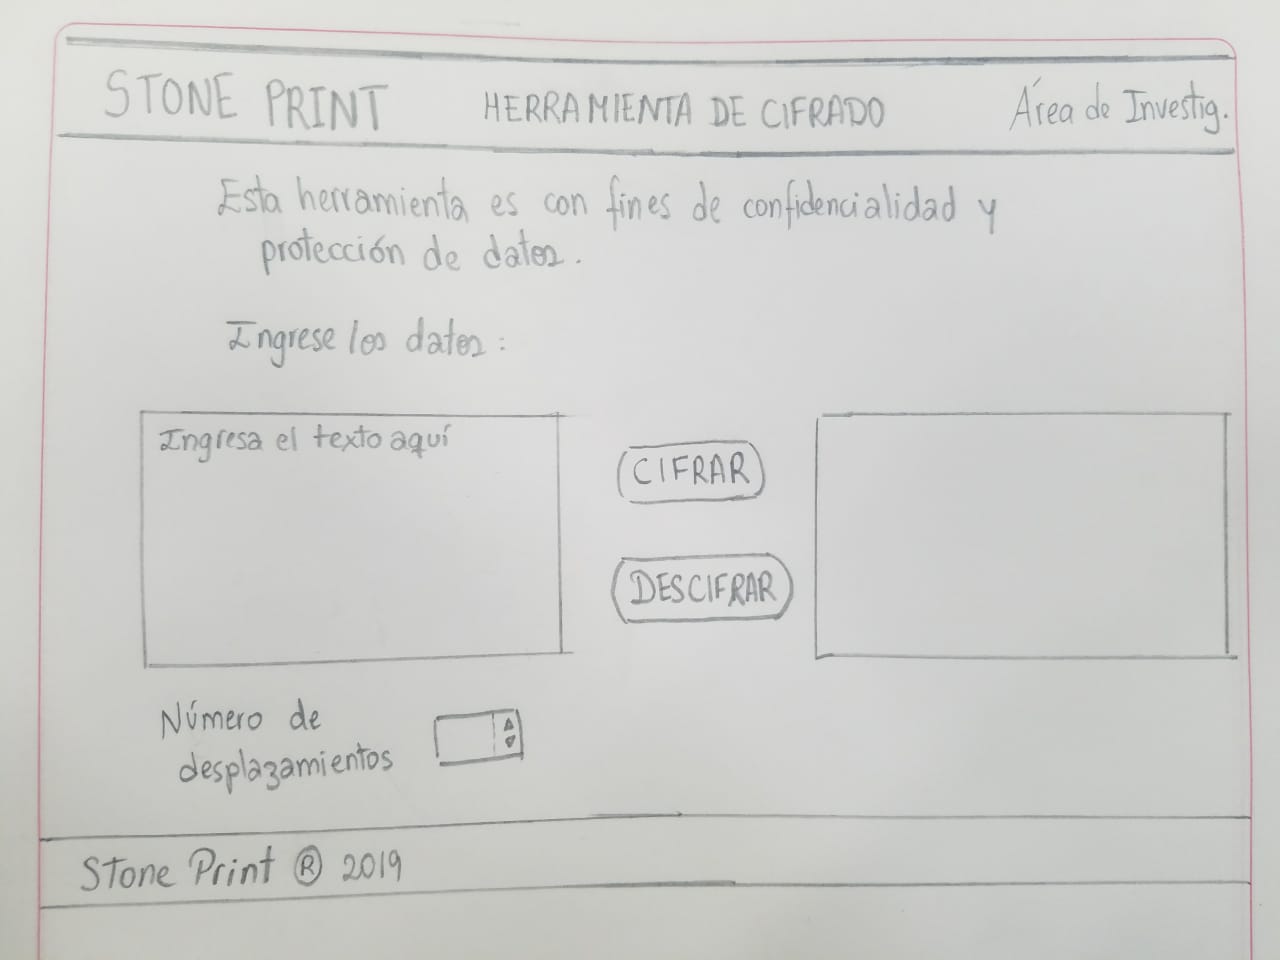 STONE PRINT HERRAMIENTA DE CIFRADO Área de Investig.
Esta herramienta es con fines de confidencialidad y
protección de datos.
Ingrese los datos:
Ingresa el texto aquí
CIFRAR
DESCIFRAR
Número de
desplazamientos
Stone Print ® 2019